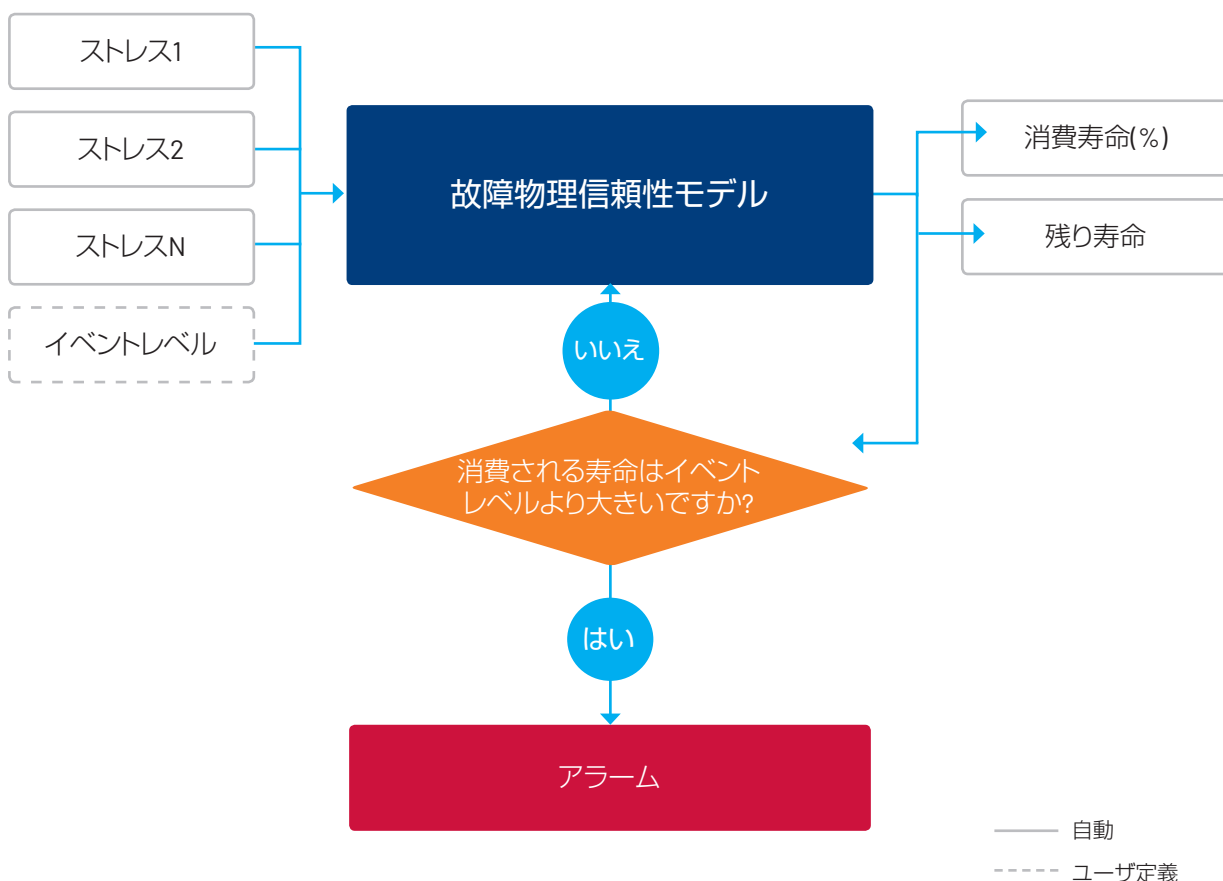 ストレス1
ストレス2
ストレスN
イベントレベル
故障物理信頼性モデル
消費寿命(%)
残り寿命
いいえ
消費される寿命はイベント
レベルより大きいですか?
はい
アラーム
自動
ユーザ定義